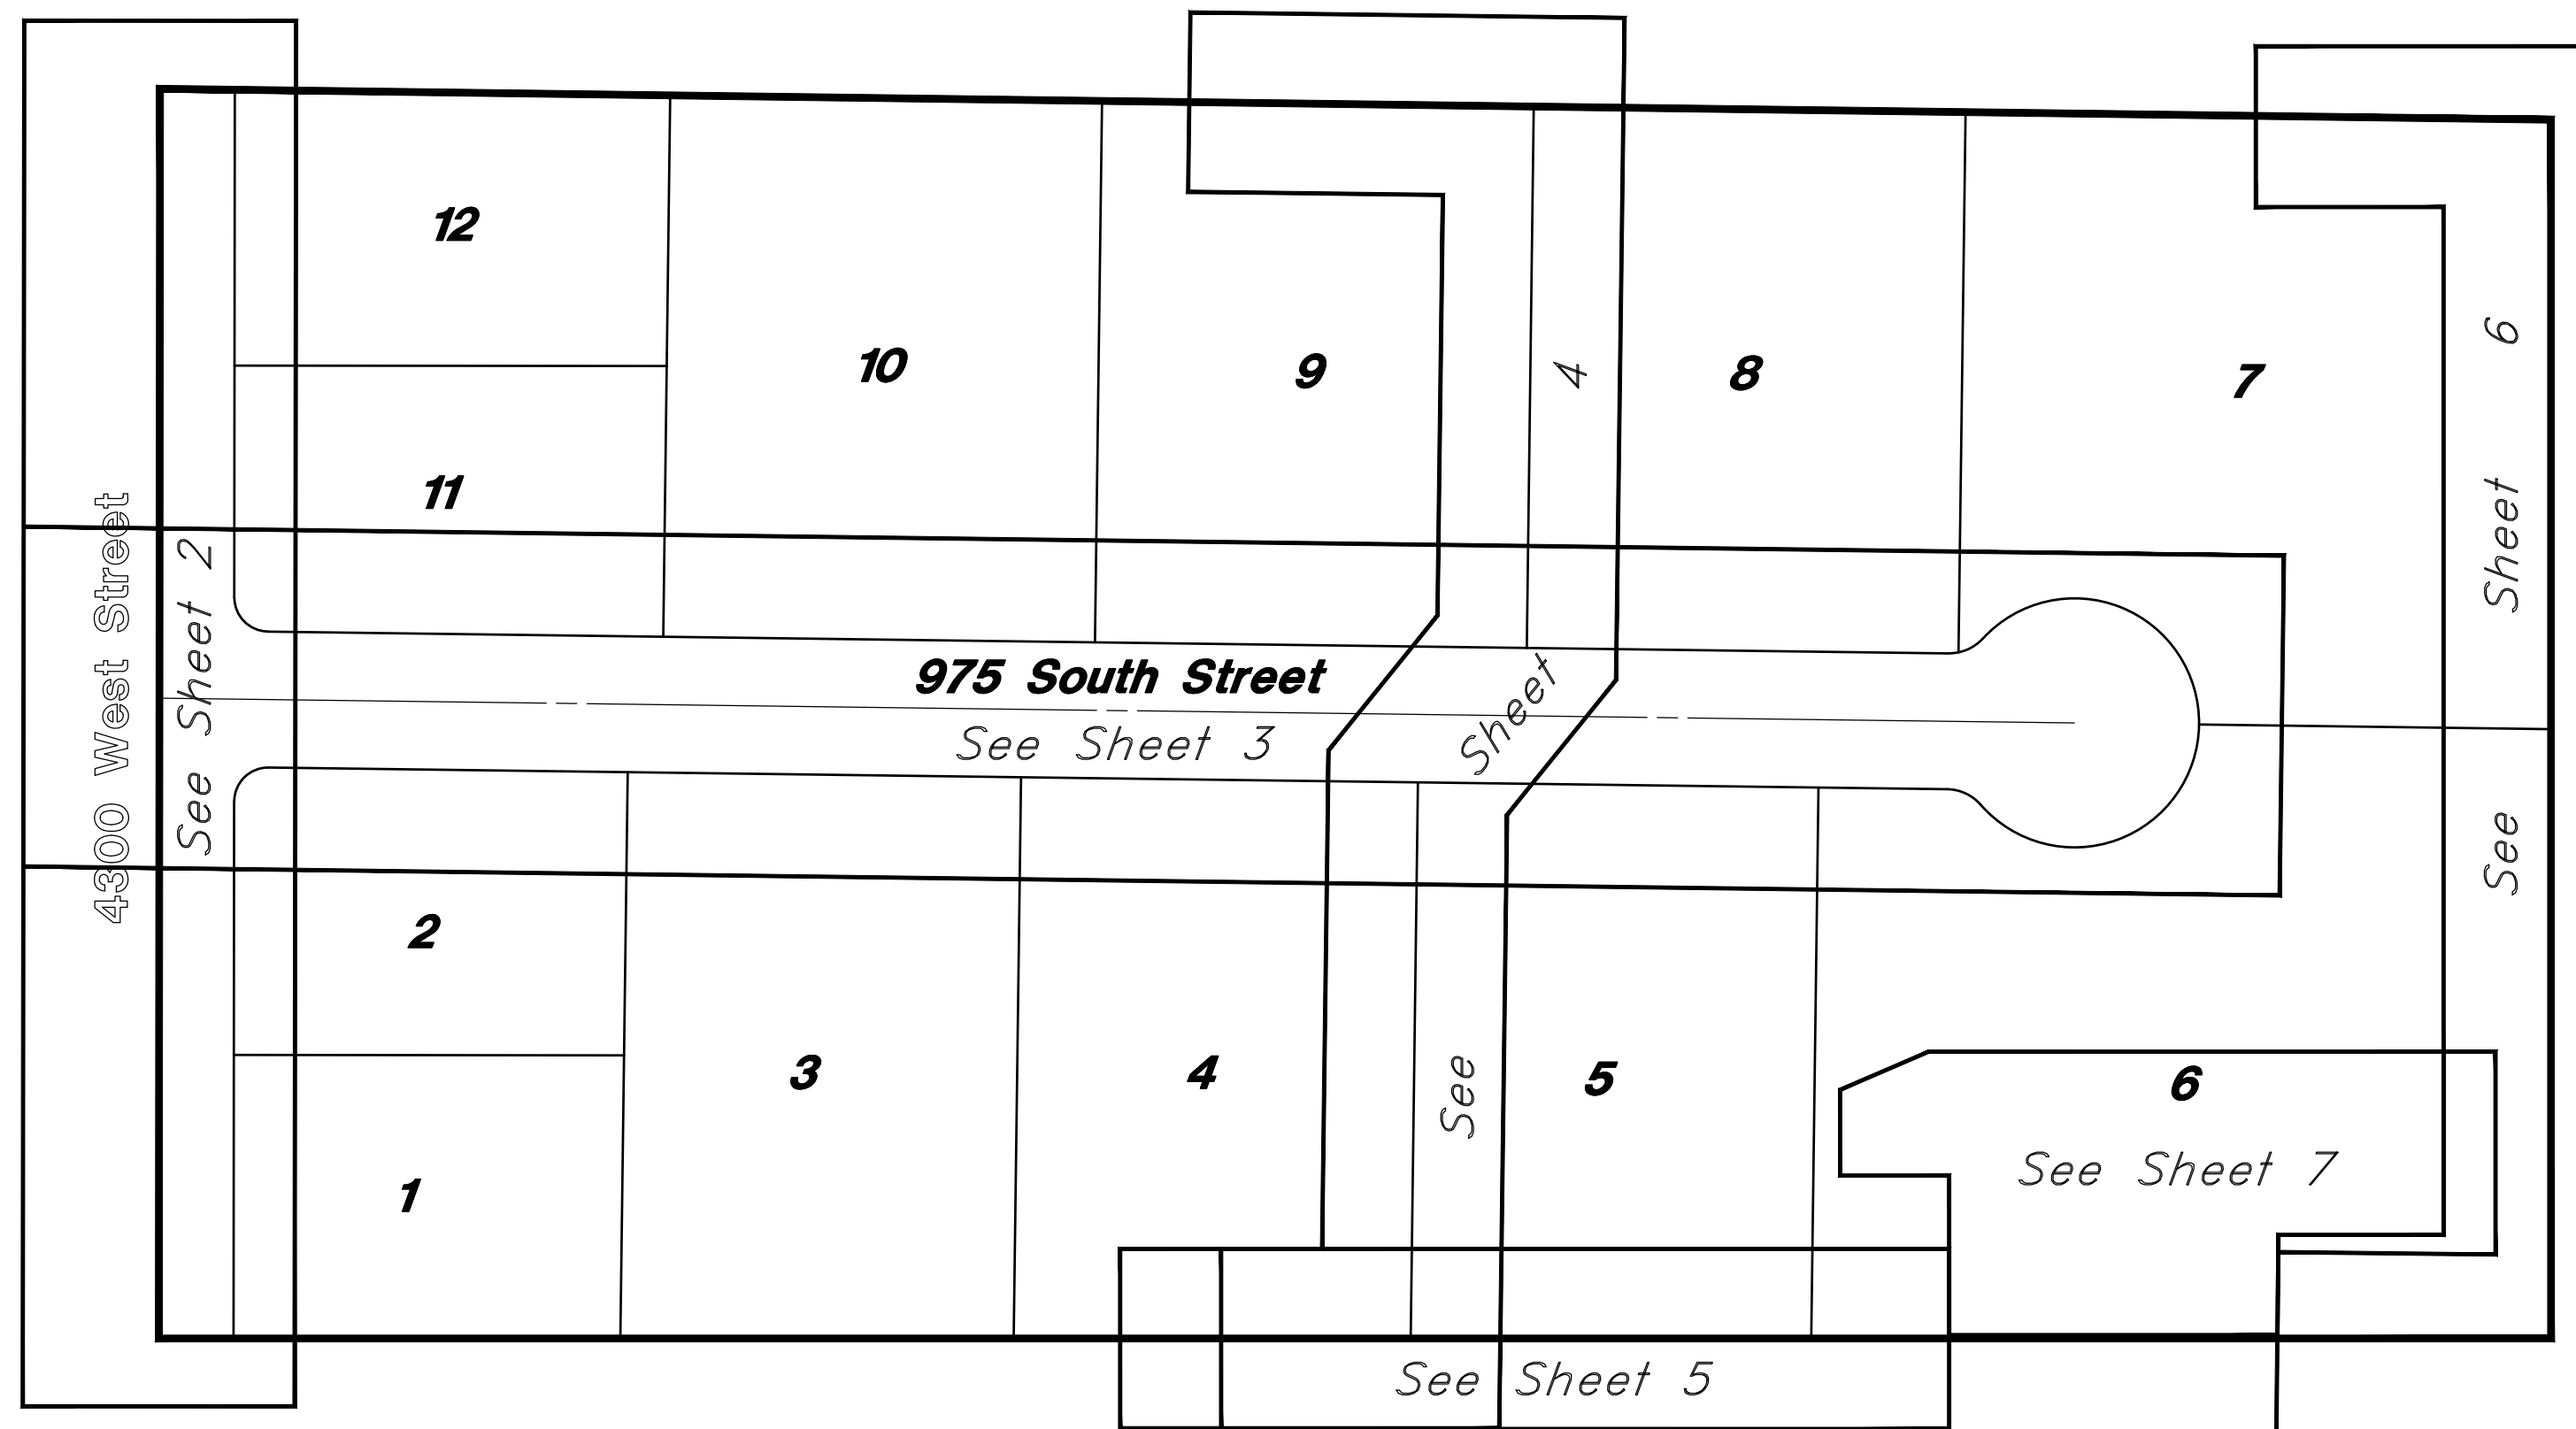 12
10
9
8
7
11
4300 West Street
See Sheet 2
975 South Street
See Sheet 3
See Sheet 4
See Sheet 6
2
1
3
4
5
6
See Sheet 7
See Sheet 5